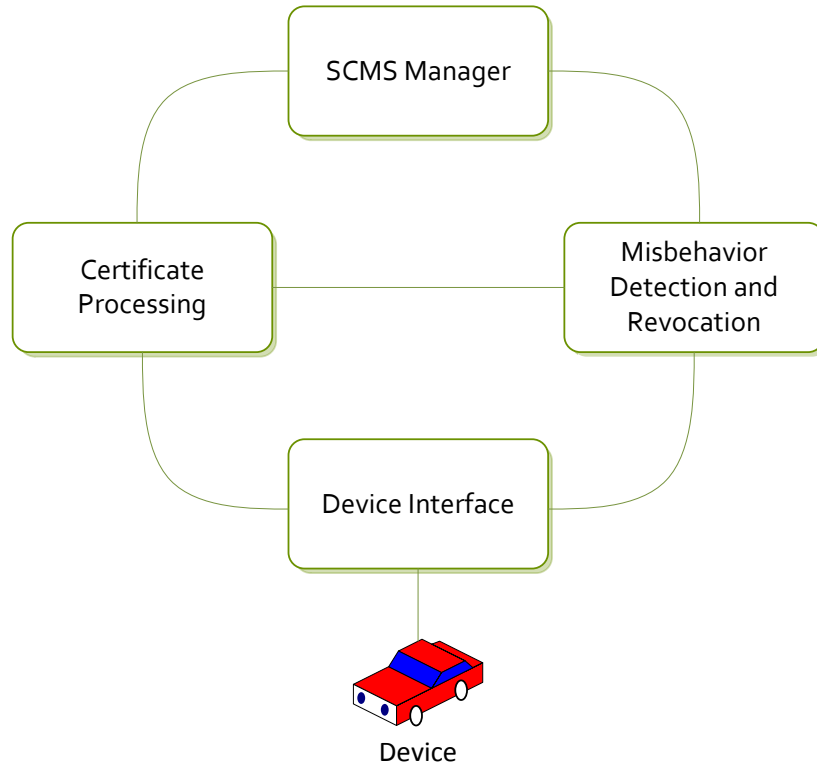 SCMS Manager
Certificate
Processing
Misbehavior
Detection and
Revocation
Device Interface
Device